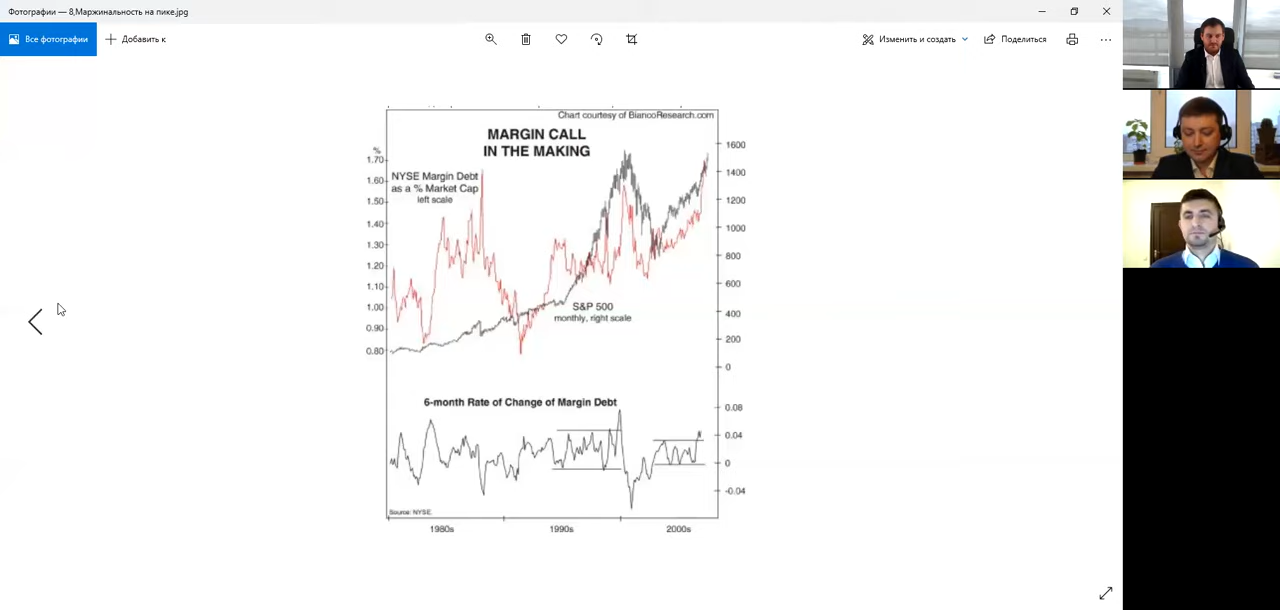 Фотографии — 8,Маржинальность на пике.jpg
Все фотографии
Добавить к
Изменить и создать
Поделиться
Chart courtesy of BiancoResearch.com
MARGIN CALL
IN THE MAKING
%
1.70
1.60
1.50
1.40
1.30
1.20
1.10
1.00
0.90
0.80
NYSE Margin Debt
as a % Market Cap
left scale
1600
1400
1200
1000
800
600
400
200
0
S&P 500
monthly, right scale
6-month Rate of Change of Margin Debt
0.08
0.04
0
-0.04
Source: NYSE
1980s
1990s
2000s